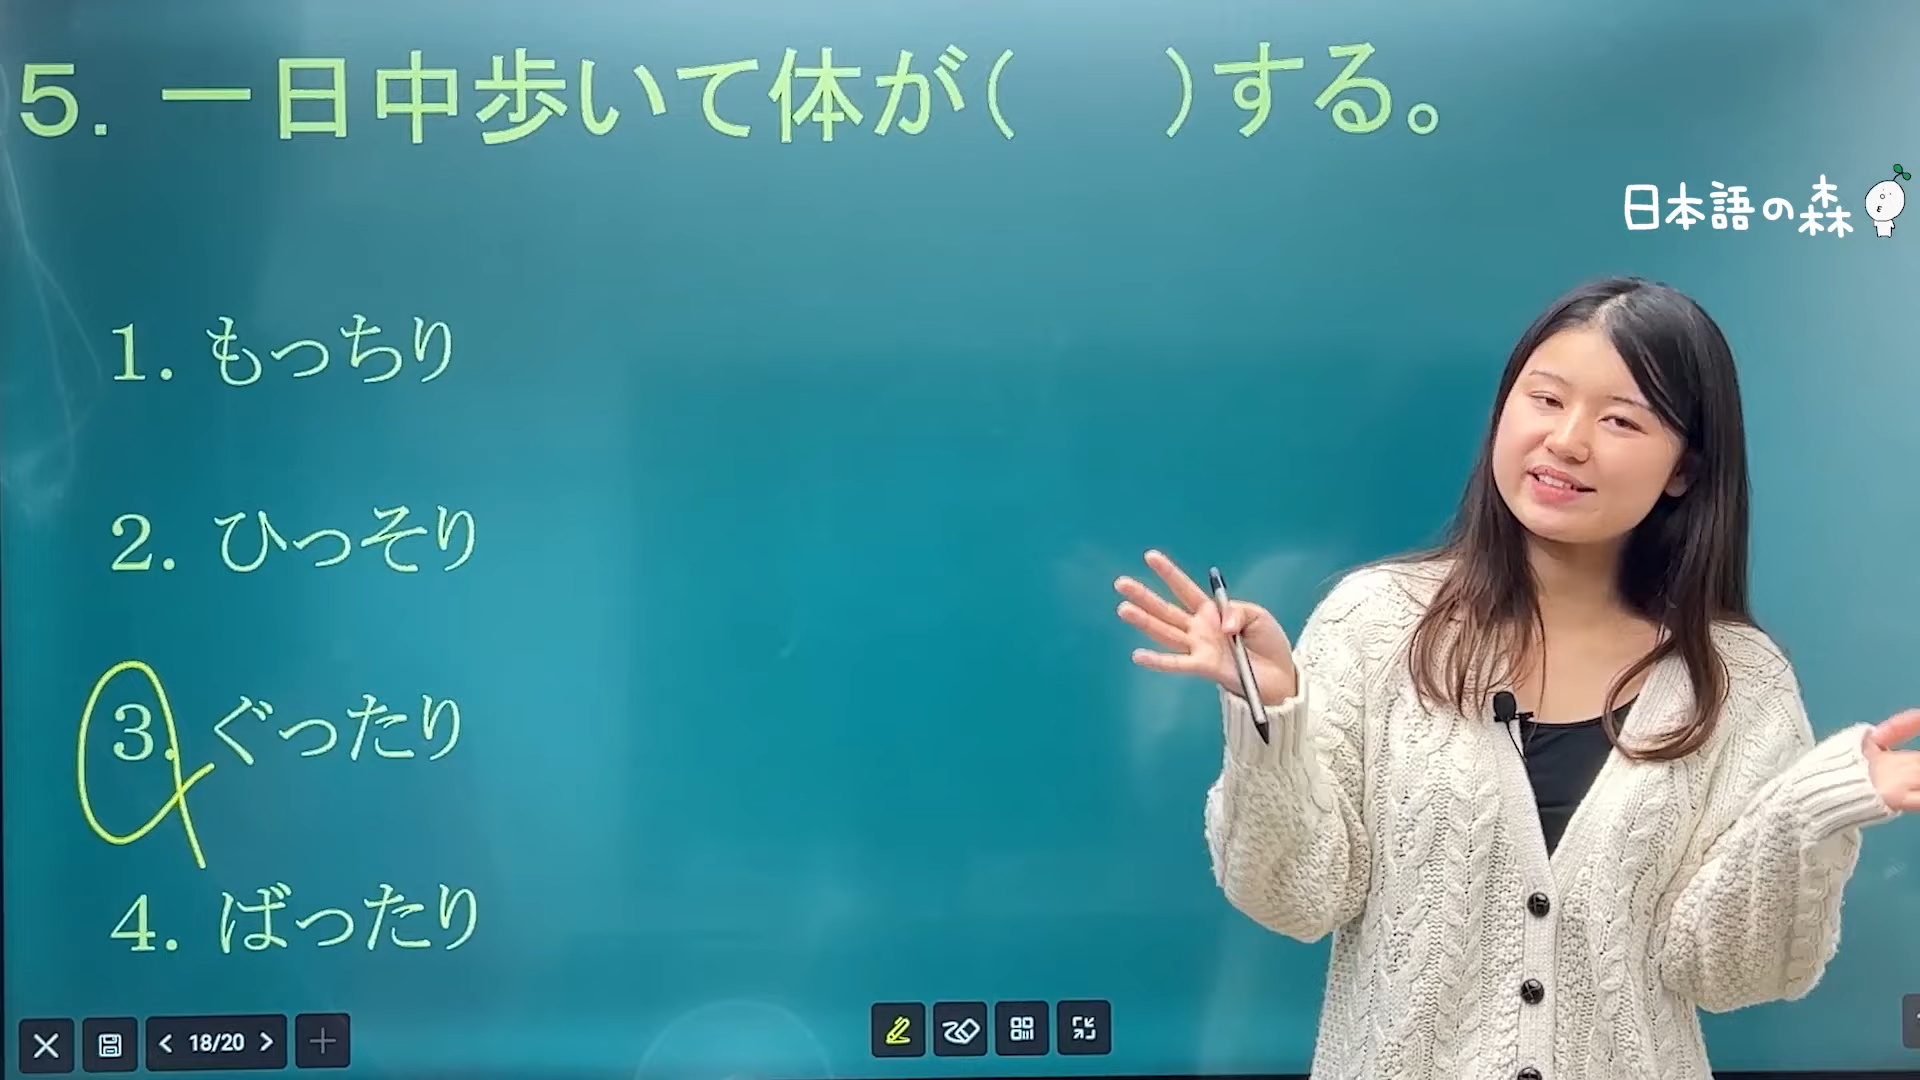 5. 一日中歩いて体が(　　)する。
日本語の森
1. もっちり
2. ひっそり
3. ぐったり
4. ばったり
18/20